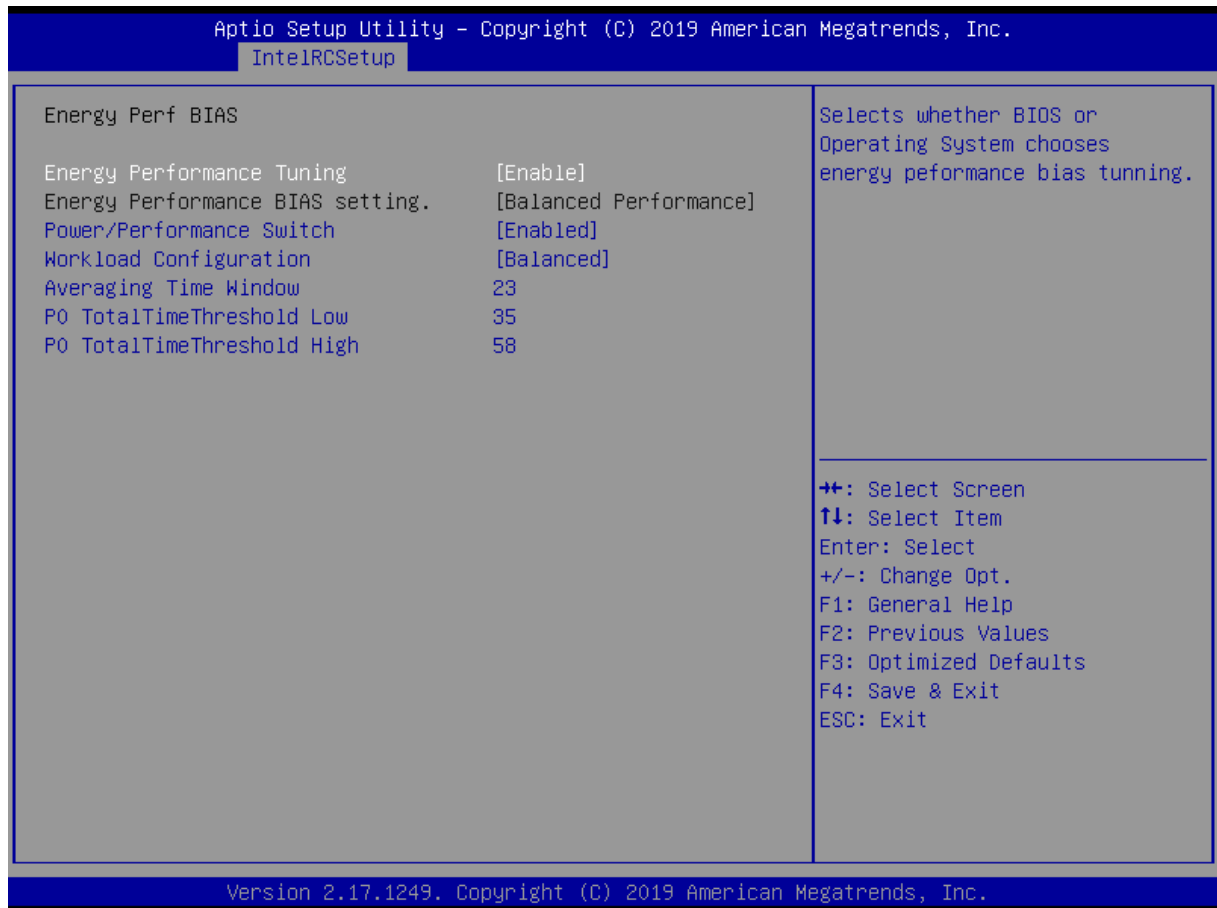 Aptio Setup Utility – Copyright (C) 2019 American Megatrends, Inc.
IntelRCSetup
Energy Perf BIAS
Energy Performance Tuning [Enable]
Energy Performance BIAS setting. [Balanced Performance]
Power/Performance Switch [Enabled]
Workload Configuration [Balanced]
Averaging Time Window 23
P0 TotalTimeThreshold Low 35
P0 TotalTimeThreshold High 58
Selects whether BIOS or
Operating System chooses
energy peformance bias tunning.
→←: Select Screen
↑↓: Select Item
Enter: Select
+/-: Change Opt.
F1: General Help
F2: Previous Values
F3: Optimized Defaults
F4: Save & Exit
ESC: Exit
Version 2.17.1249. Copyright (C) 2019 American Megatrends, Inc.